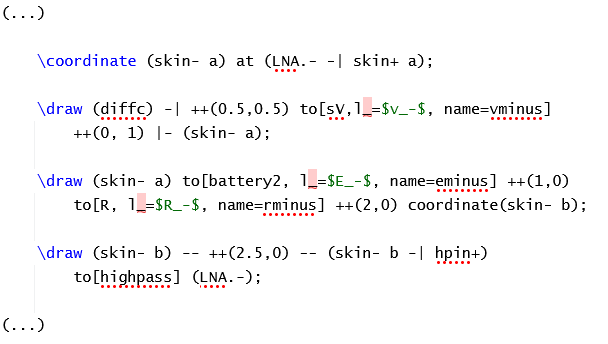 (...)
\coordinate (skin- a) at (LNA.- -| skin+ a);
\draw (diffc) -| ++(0.5,0.5) to[sV,l_=$v_-$, name=vminus]
++(0, 1) |- (skin- a);
\draw (skin- a) to[battery2, l_=$E_-$, name=eminus] ++(1,0)
to[R, l_=$R_-$, name=rminus] ++(2,0) coordinate(skin- b);
\draw (skin- b) -- ++(2.5,0) -- (skin- b -| hpin+)
to[highpass] (LNA.-);
(...)